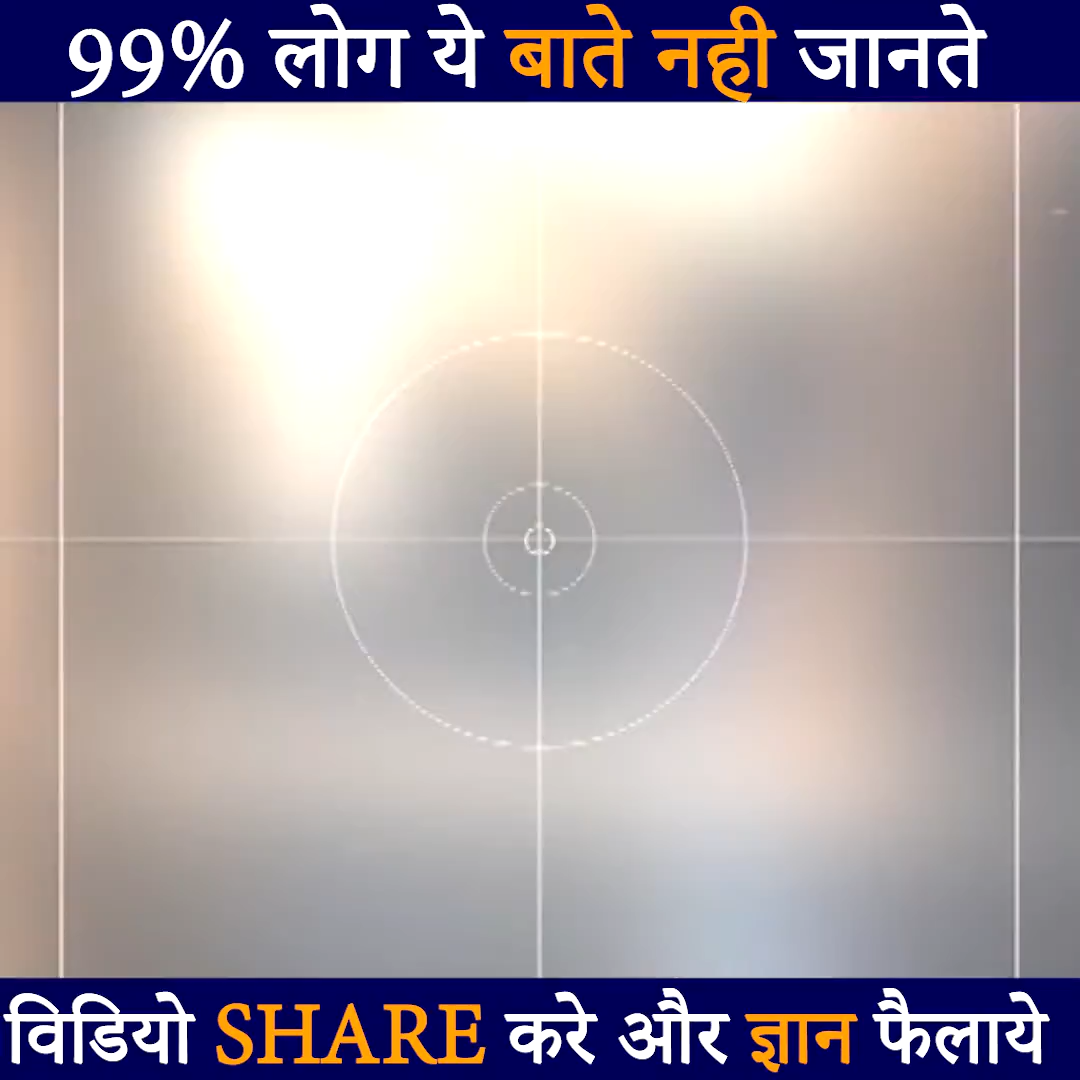 99% लोग ये बाते नही जानते
विडियो SHARE करे और ज्ञान फैलाये